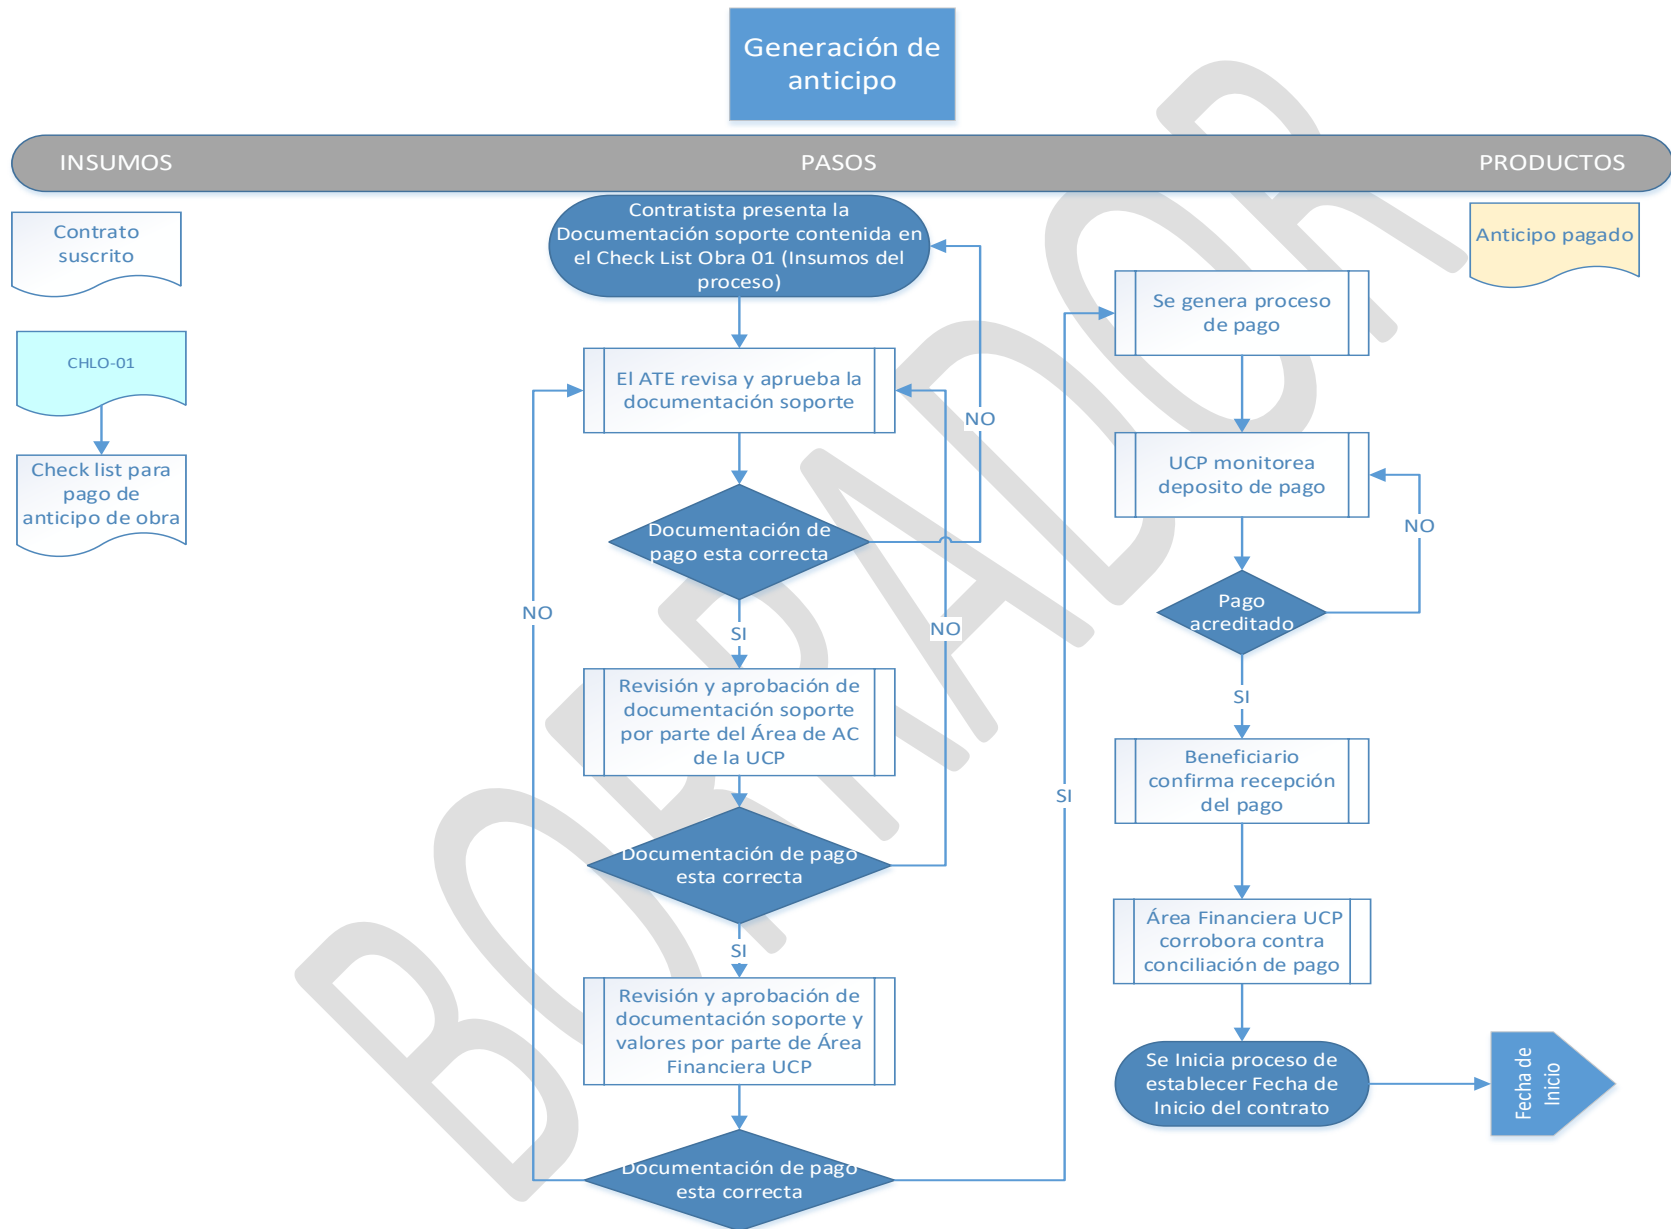 Generación de
anticipo
INSUMOS
PASOS
PRODUCTOS
Contrato
suscrito
CHLO-01
Check list para
pago de
anticipo de obra
Contratista presenta la
Documentación soporte contenida en
el Check List Obra 01 (Insumos del
proceso)
El ATE revisa y aprueba la
documentación soporte
Documentación de
pago esta correcta
NO
SI
Revisión y aprobación de
documentación soporte
por parte del Área de AC
de la UCP
Documentación de pago
esta correcta
NO
SI
Revisión y aprobación de
documentación soporte y
valores por parte de Área
Financiera UCP
Documentación de pago
esta correcta
NO
SI
Se genera proceso
de pago
UCP monitorea
deposito de pago
Pago
acreditado
NO
SI
Beneficiario
confirma recepción
del pago
Área Financiera UCP
corrobora contra
conciliación de pago
Se Inicia proceso de
establecer Fecha de
Inicio del contrato
Anticipo pagado
Fecha de
Inicio
BORRADOR